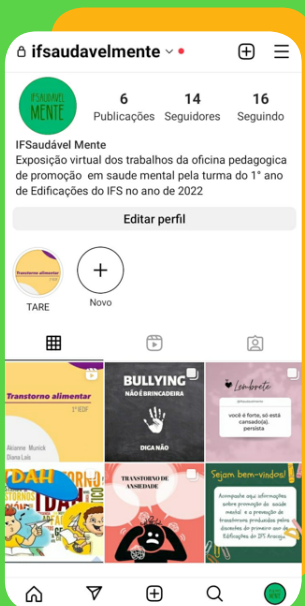 ifsaudavelmente
IFSAUDÁVEL
MENTE
6
14
16
Publicações
Seguidores
Seguindo
IFSaudável Mente
Exposição virtual dos trabalhos da oficina pedagogica
de promoção em saude mental pela turma do 1° ano
de Edificações do IFS no ano de 2022
Editar perfil
Transtorno alimentar
TARE
Novo
Transtorno alimentar
1°EDF
Akianne Munick
Diana Lais
BULLYING
NÃO É BRINCADEIRA
DIGA NÃO
Lembrete
você é forte, só está
cansado(a).
persista
TDAH
TRANSTORNO DE
ANSIEDADE
Sejam bem-vindos!
Acompanhe aqui informações
sobre promoção da saúde
mental e a prevenção de
transtornos produzidas pelos
discentes do primeiro ano de
Edificações do IFS Aracaju